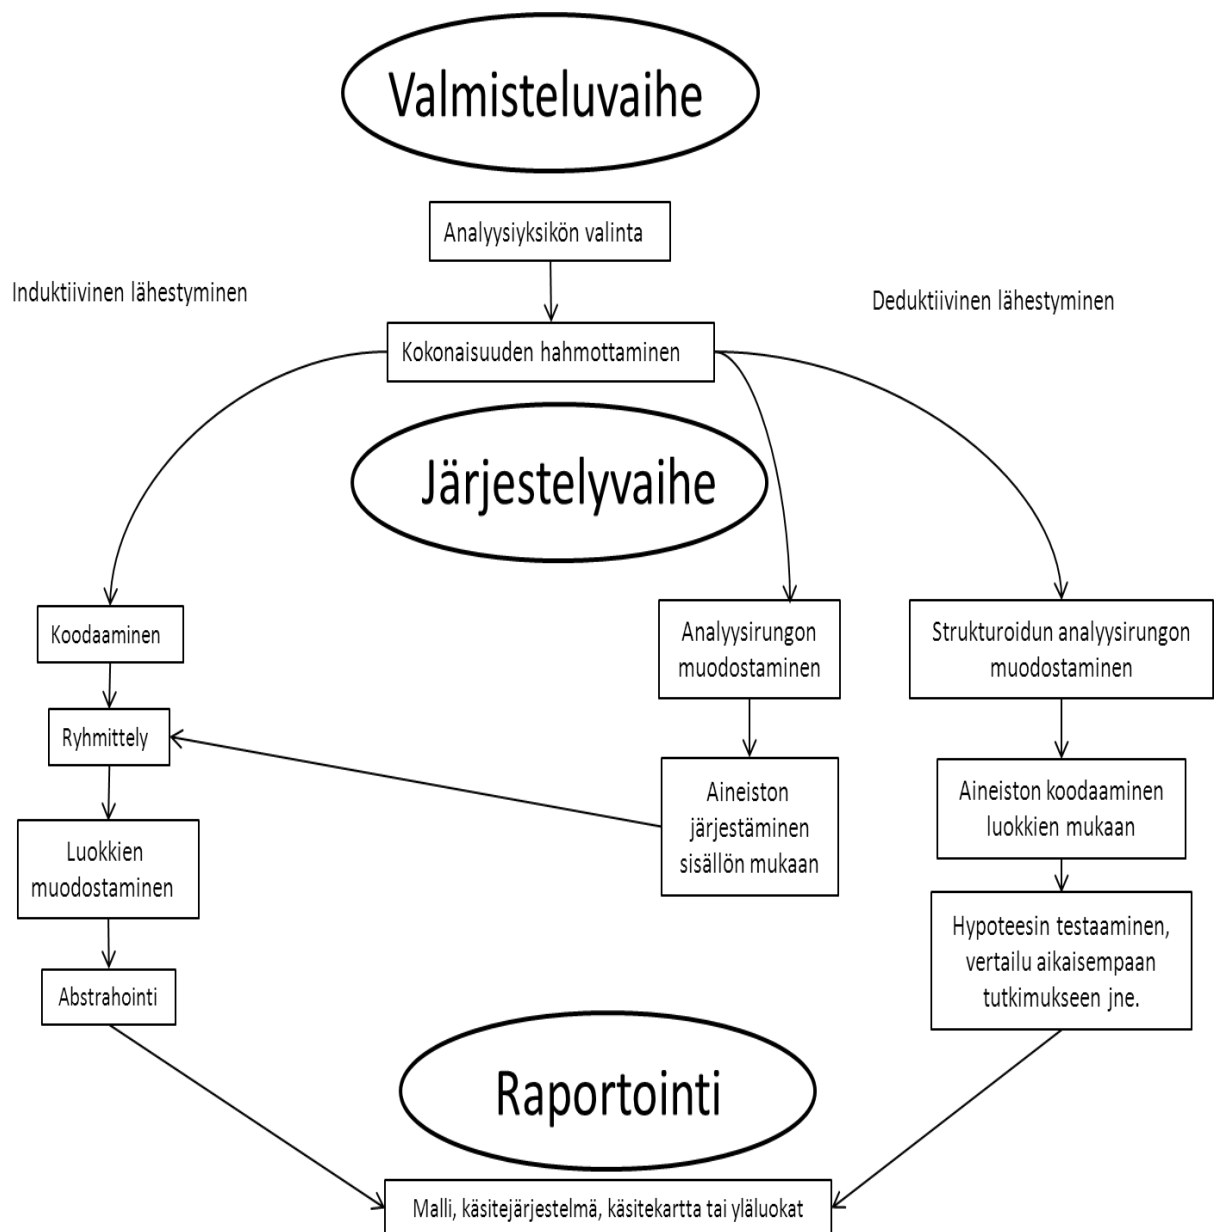 Valmisteluvaihe
Analyysiyksikön valinta
Induktiivinen lähestyminen
Deduktiivinen lähestyminen
Kokonaisuuden hahmottaminen
Järjestelyvaihe
Koodaaminen
Ryhmittely
Luokkien
muodostaminen
Abstrahointi
Analyysirungon
muodostaminen
Aineiston
järjestäminen
sisällön mukaan
Strukturoidun analyysirungon
muodostaminen
Aineiston koodaaminen
luokkien mukaan
Hypoteesin testaaminen,
vertailu aikaisempaan
tutkimukseen jne.
Raportointi
Malli, käsitejärjestelmä, käsitekartta tai yläluokat